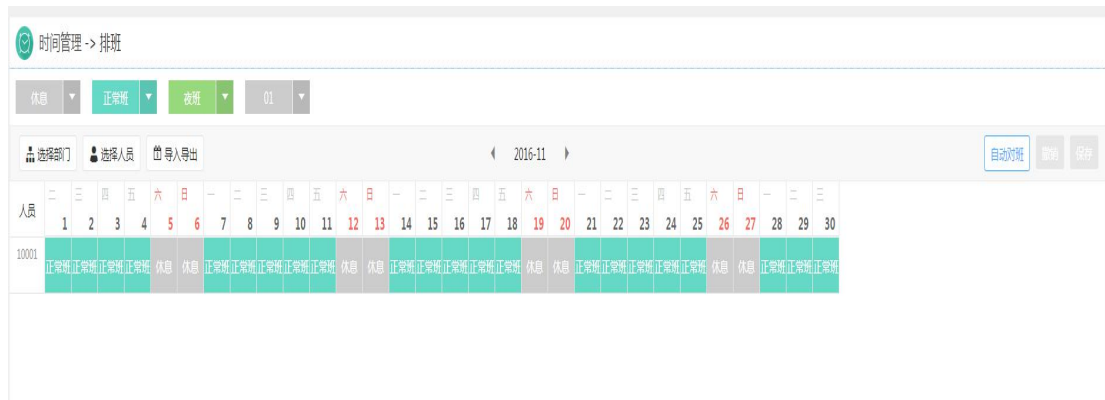 时间管理 -> 排班
休息 正常班 夜班 01
选择部门 选择人员 导入导出 2016-11 自动对班 撤销 保存
人员 二 三 四 五 六 日 一 二 三 四 五 六 日 一 二 三 四 五 六 日 一 二 三 四 五 六 日 一 二 三
1 2 3 4 5 6 7 8 9 10 11 12 13 14 15 16 17 18 19 20 21 22 23 24 25 26 27 28 29 30
10001 正常班 正常班 正常班 正常班 休息 休息 正常班 正常班 正常班 正常班 正常班 休息 休息 正常班 正常班 正常班 正常班 正常班 休息 休息 正常班 正常班 正常班 正常班 正常班 休息 休息 正常班 正常班 正常班